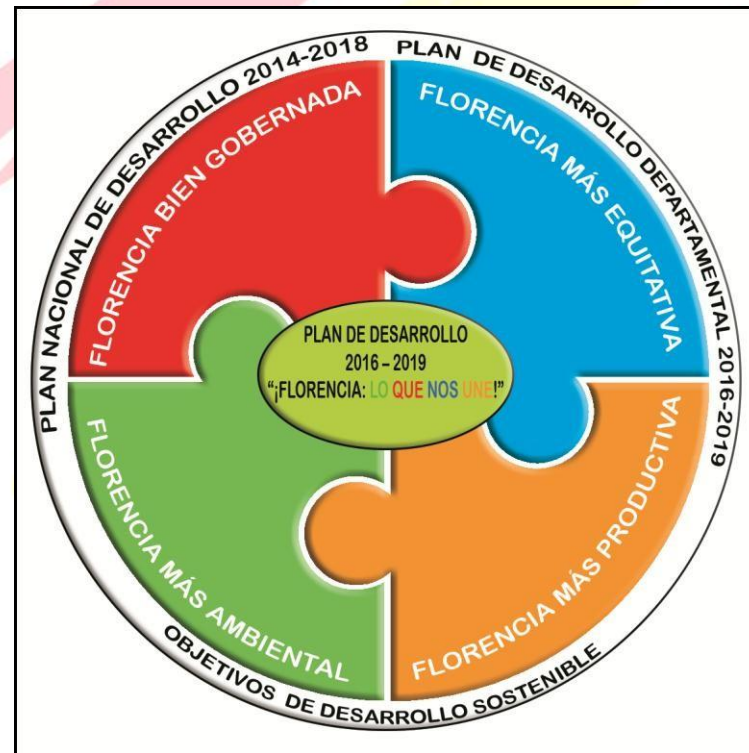 PLAN NACIONAL DE DESARROLLO 2014-2018
PLAN DE DESARROLLO DEPARTAMENTAL 2016-2019
FLORENCIA BIEN GOBERNADA
FLORENCIA MÁS EQUITATIVA
PLAN DE DESARROLLO
2016 – 2019
“¡FLORENCIA: LO QUE NOS UNE!”
FLORENCIA MÁS AMBIENTAL
FLORENCIA MÁS PRODUCTIVA
OBJETIVOS DE DESARROLLO SOSTENIBLE